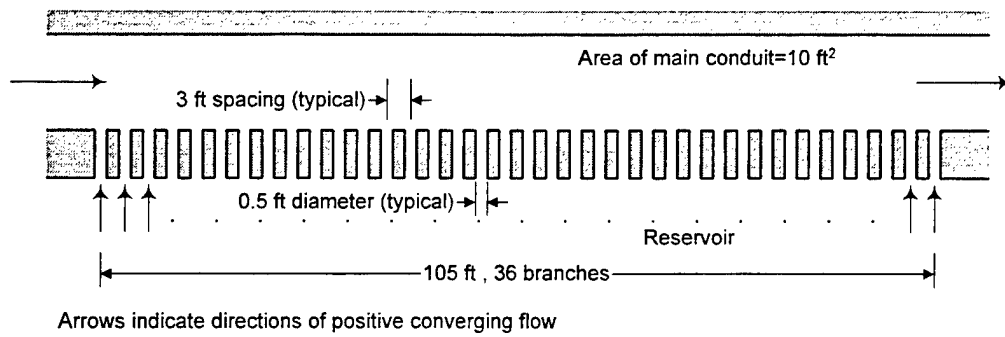 Area of main conduit=10 ft²
3 ft spacing (typical)
0.5 ft diameter (typical)
Reservoir
105 ft , 36 branches
Arrows indicate directions of positive converging flow